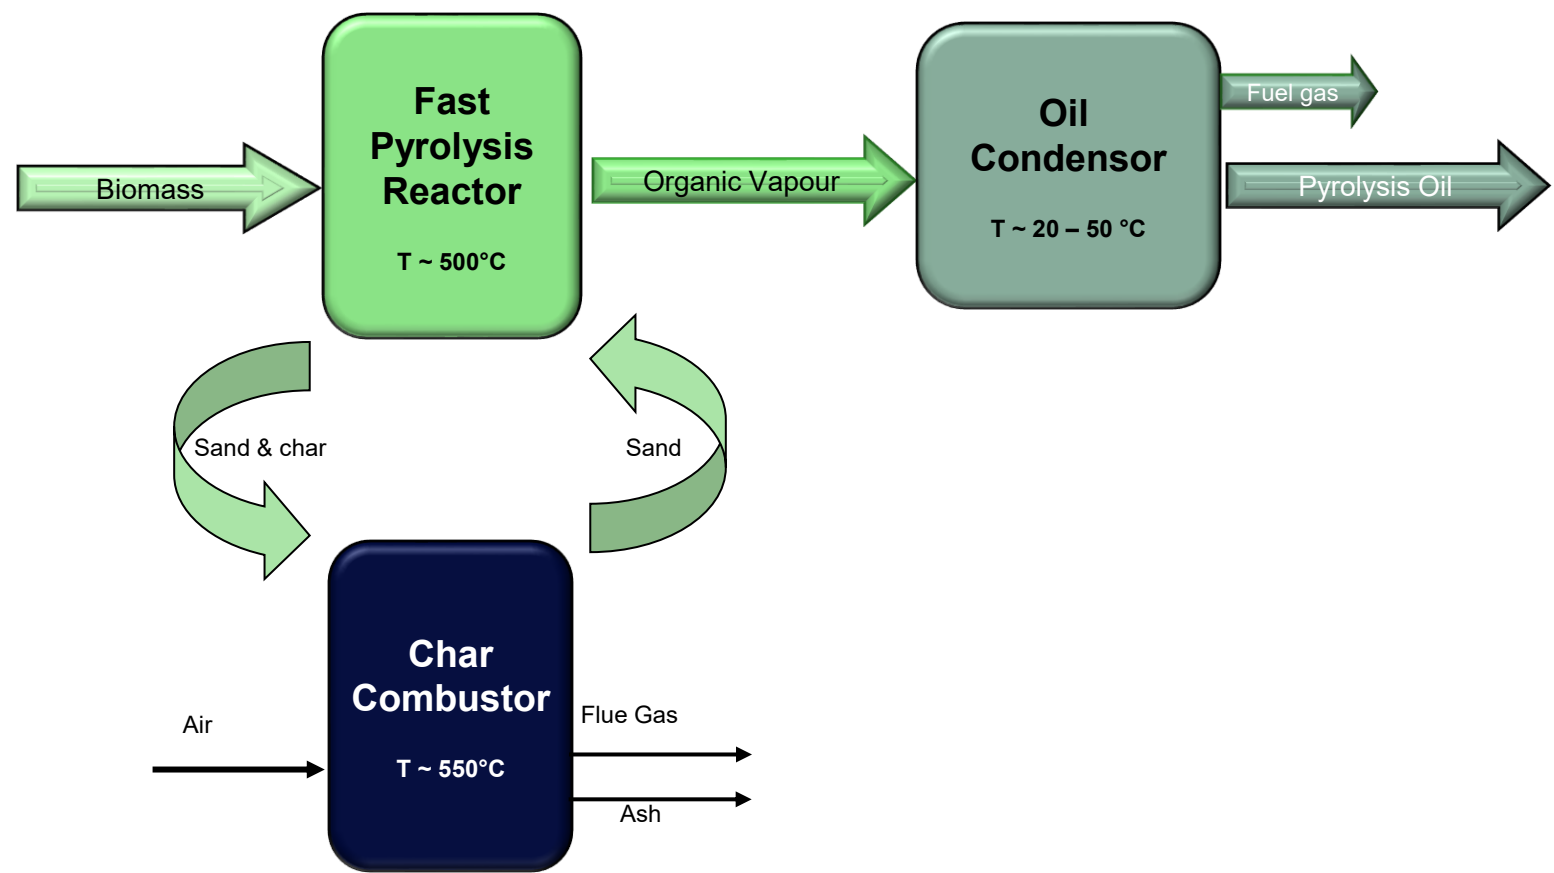 Fast
Pyrolysis
Reactor
T ~ 500°C
Biomass
Organic Vapour
Oil
Condensor
T ~ 20 – 50 °C
Fuel gas
Pyrolysis Oil
Sand & char
Sand
Char
Combustor
T ~ 550°C
Air
Flue Gas
Ash